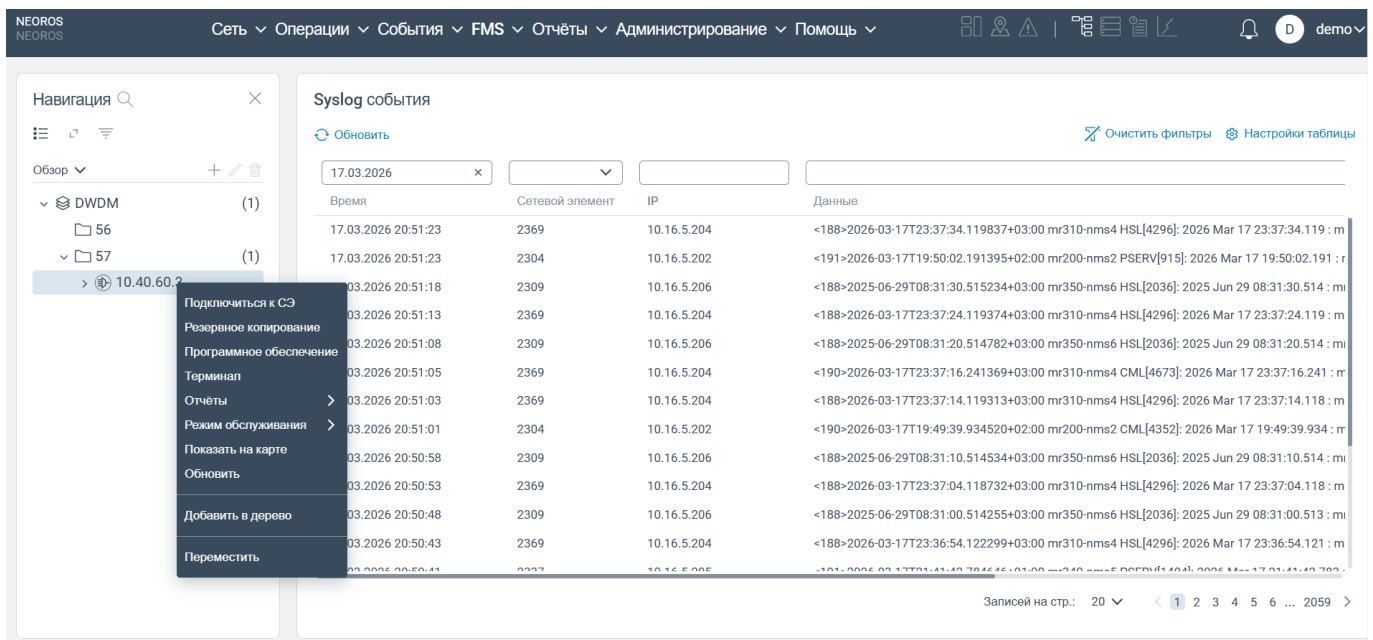 NEOROS
NEOROS
Сеть Операции События FMS Отчёты Администрирование Помощь
D demo
Навигация
Обзор
DWDM (1)
56
57 (1)
10.40.60.3
Подключиться к СЭ
Резервное копирование
Программное обеспечение
Терминал
Отчёты
Режим обслуживания
Показать на карте
Обновить
Добавить в дерево
Переместить
Syslog события
Обновить Очистить фильтры Настройки таблицы
17.03.2026 ×
Время Сетевой элемент IP Данные
17.03.2026 20:51:23 2369 10.16.5.204 <188>2026-03-17T23:37:34.119837+03:00 mr310-nms4 HSL[4296]: 2026 Mar 17 23:37:34.119 : m
17.03.2026 20:51:23 2304 10.16.5.202 <191>2026-03-17T19:50:02.191395+02:00 mr200-nms2 PSERV[915]: 2026 Mar 17 19:50:02.191 : r
03.2026 20:51:18 2309 10.16.5.206 <188>2025-06-29T08:31:30.515234+03:00 mr350-nms6 HSL[2036]: 2025 Jun 29 08:31:30.514 : m
03.2026 20:51:13 2369 10.16.5.204 <188>2026-03-17T23:37:24.119374+03:00 mr310-nms4 HSL[4296]: 2026 Mar 17 23:37:24.119 : m
03.2026 20:51:08 2309 10.16.5.206 <188>2025-06-29T08:31:20.514782+03:00 mr350-nms6 HSL[2036]: 2025 Jun 29 08:31:20.514 : m
03.2026 20:51:05 2369 10.16.5.204 <190>2026-03-17T23:37:16.241369+03:00 mr310-nms4 CML[4673]: 2026 Mar 17 23:37:16.241 : m
03.2026 20:51:03 2369 10.16.5.204 <188>2026-03-17T23:37:14.119313+03:00 mr310-nms4 HSL[4296]: 2026 Mar 17 23:37:14.118 : m
03.2026 20:51:01 2304 10.16.5.202 <190>2026-03-17T19:49:39.934520+02:00 mr200-nms2 CML[4352]: 2026 Mar 17 19:49:39.934 : m
03.2026 20:50:58 2309 10.16.5.206 <188>2025-06-29T08:31:10.514534+03:00 mr350-nms6 HSL[2036]: 2025 Jun 29 08:31:10.514 : m
03.2026 20:50:53 2369 10.16.5.204 <188>2026-03-17T23:37:04.118732+03:00 mr310-nms4 HSL[4296]: 2026 Mar 17 23:37:04.118 : m
03.2026 20:50:48 2309 10.16.5.206 <188>2025-06-29T08:31:00.514255+03:00 mr350-nms6 HSL[2036]: 2025 Jun 29 08:31:00.513 : m
03.2026 20:50:43 2369 10.16.5.204 <188>2026-03-17T23:36:54.122299+03:00 mr310-nms4 HSL[4296]: 2026 Mar 17 23:36:54.121 : m
Записей на стр.: 20 1 2 3 4 5 6 ... 2059